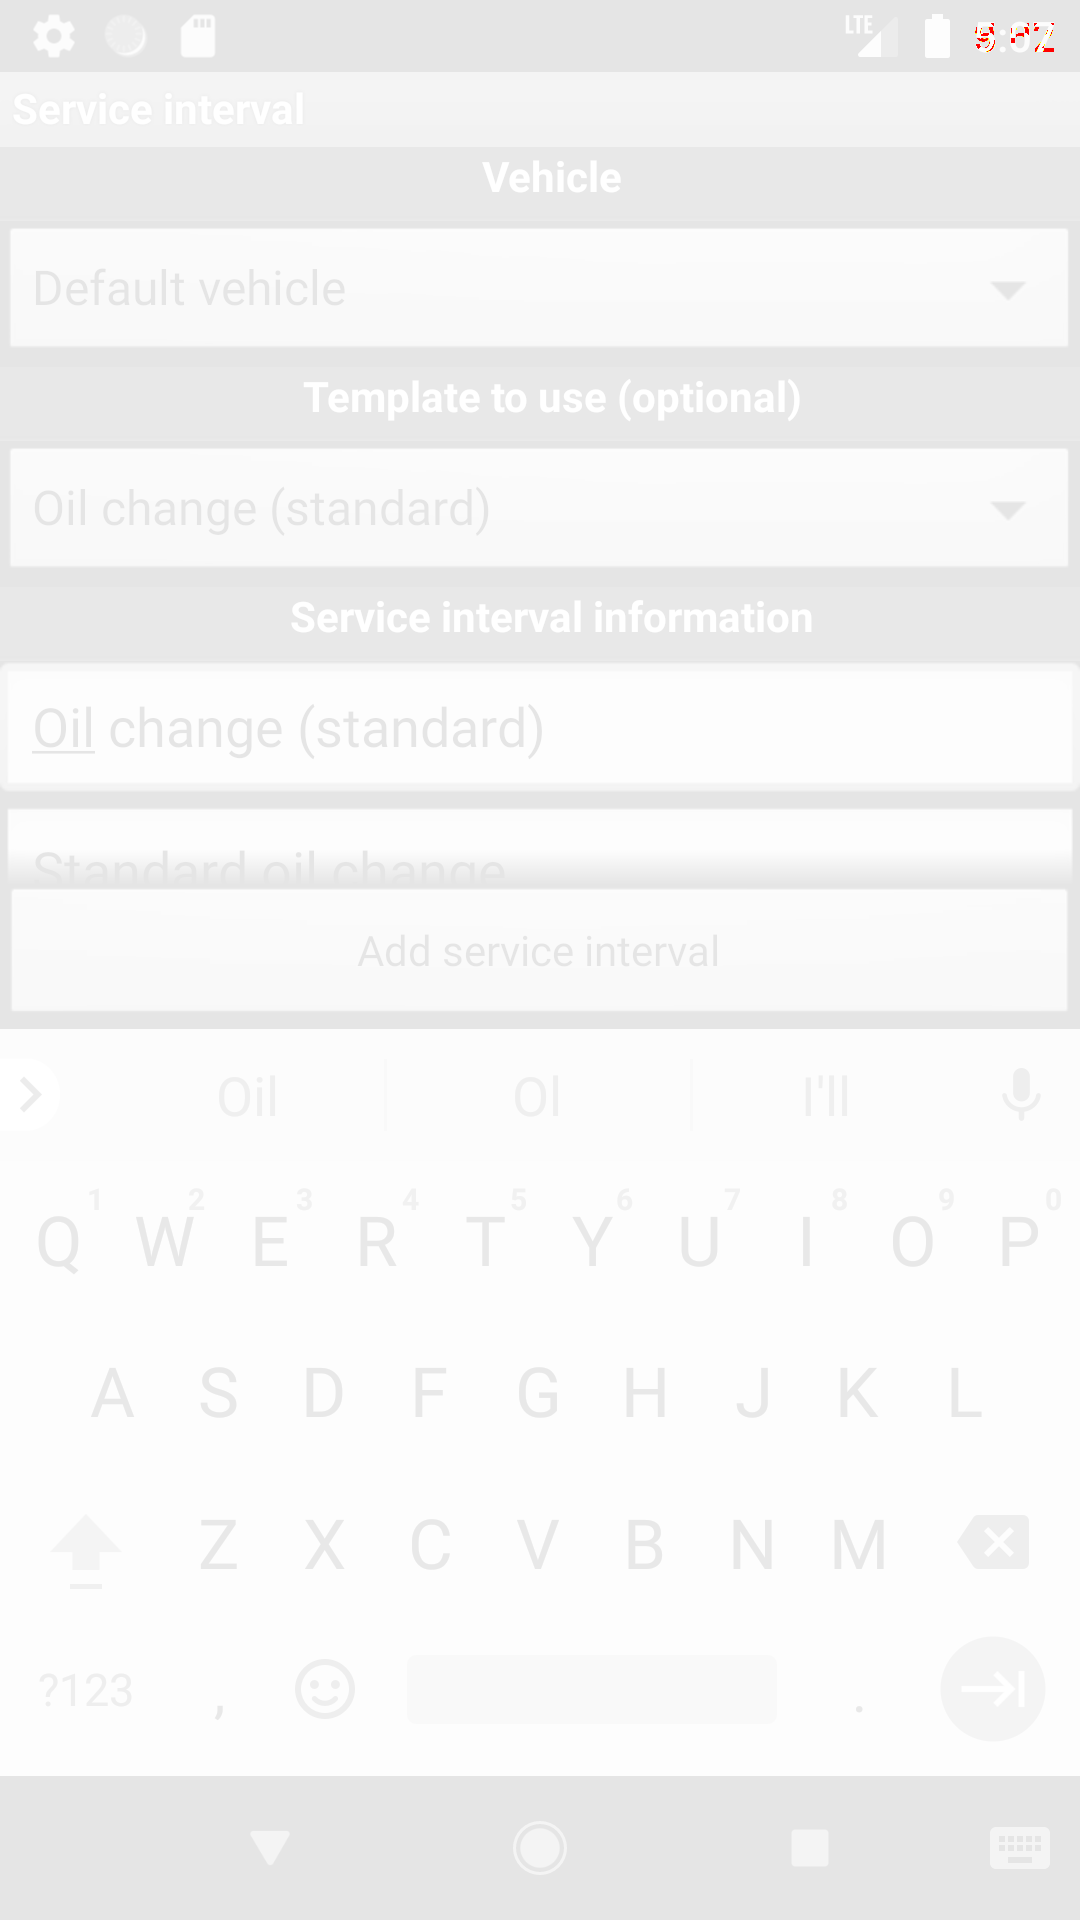 LTE
Service interval
Vehicle
Default vehicle
Template to use (optional)
Oil change (standard)
Service interval information
Oil change (standard)
Standard oil change
Add service interval
Oil Ol I'll
1 2 3 4 5 6 7 8 9 0
Q W E R T Y U I O P
A S D F G H J K L
Z X C V B N M
?123 , .